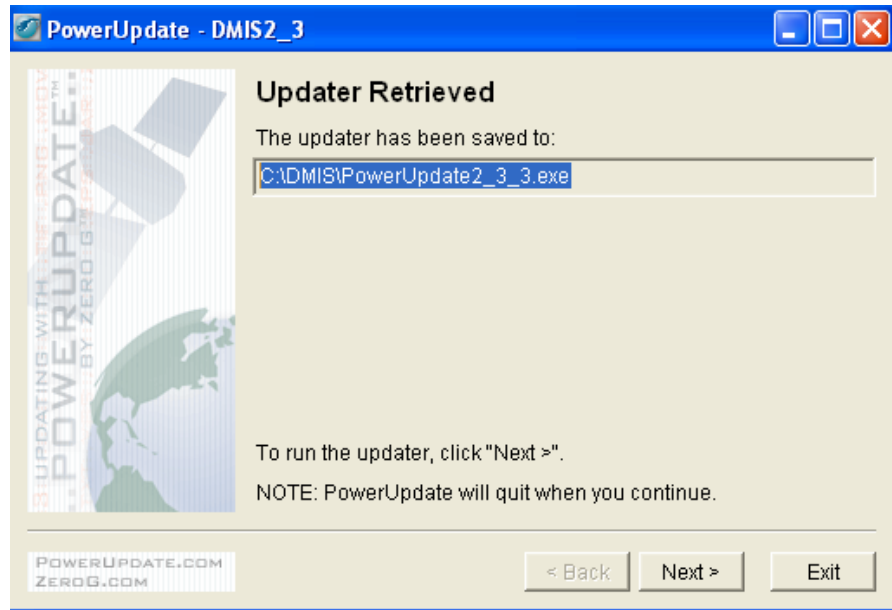 PowerUpdate - DMIS2_3
Updater Retrieved
The updater has been saved to:
C:\DMIS\PowerUpdate2_3_3.exe
To run the updater, click "Next >".
NOTE: PowerUpdate will quit when you continue.
UPDATING WITH
..POWERUPDATE™..
BY ZERO G
POWERUPDATE.COM
ZEROG.COM
< Back
Next >
Exit